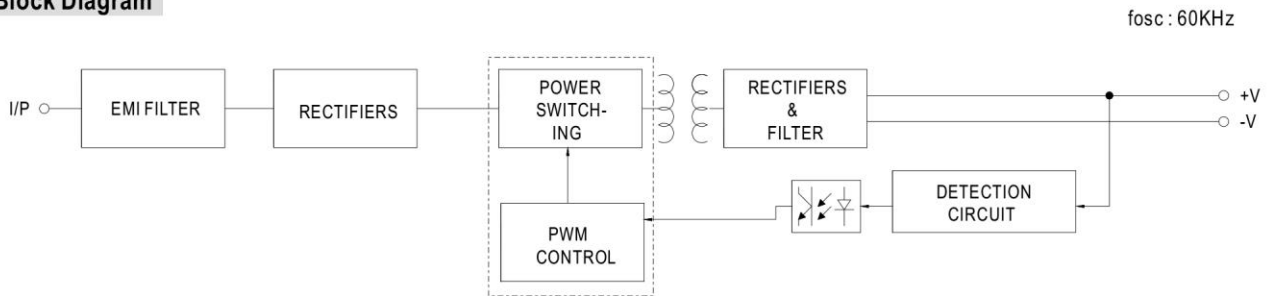 Block Diagram
fosc : 60KHz
I/P
EMI FILTER
RECTIFIERS
POWER
SWITCH-
ING
RECTIFIERS
&
FILTER
+V
-V
DETECTION
CIRCUIT
PWM
CONTROL